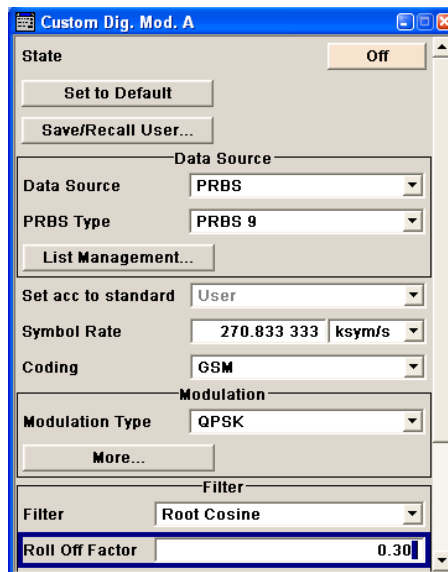 Custom Dig. Mod. A
State Off
Set to Default
Save/Recall User...
Data Source
Data Source PRBS
PRBS Type PRBS 9
List Management...
Set acc to standard User
Symbol Rate 270.833 333 ksym/s
Coding GSM
Modulation
Modulation Type QPSK
More...
Filter
Filter Root Cosine
Roll Off Factor 0.30